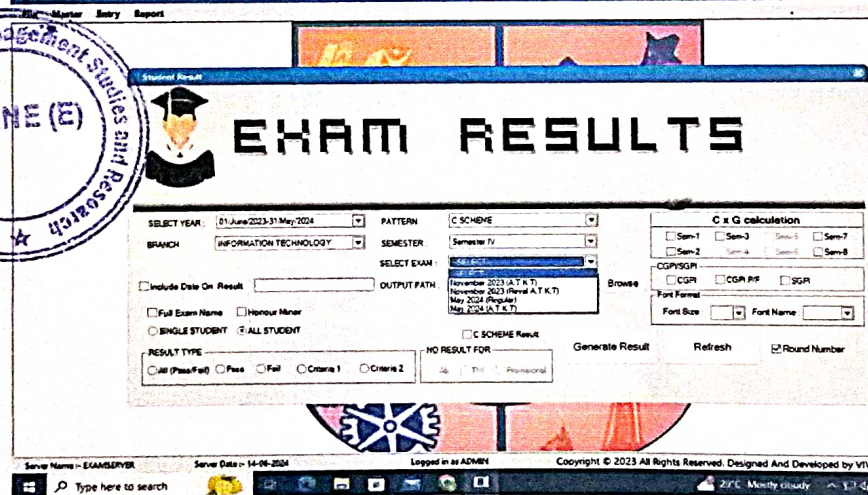 File Master Entry Report
Management Studies and Research
NE (E)
Student Result
EXAM RESULTS
SELECT YEAR : 01/June/2023-31/May/2024 PATTERN C SCHEME C x G calculation
BRANCH INFORMATION TECHNOLOGY SEMESTER : Semester IV Sem-1 Sem-3 Sem-5 Sem-7
SELECT EXAM : --SELECT-- Sem-2 Sem-4 Sem-6 Sem-8
--SELECT--
November 2023 (A.T.K.T)
November 2023 (Reval A.T.K.T)
May 2024 (Regular)
May 2024 (A.T.K.T)
Include Date On Result OUTPUT PATH : Browse
CGPI/SGPI
CGPI CGPI P/F SGPI
Full Exam Name Honour Minor
Font Format
Font Size : Font Name :
SINGLE STUDENT ALL STUDENT C SCHEME Result
Generate Result Refresh Round Number
RESULT TYPE NO RESULT FOR
All (Pass/Fail) Pass Fail Criteria 1 Criteria 2 Provisional
Server Name :- EXAMSERVER Server Date :- 14-06-2024 Logged in as ADMIN Copyright © 2023 All Rights Reserved. Designed And Developed by
Type here to search 29°C Mostly cloudy